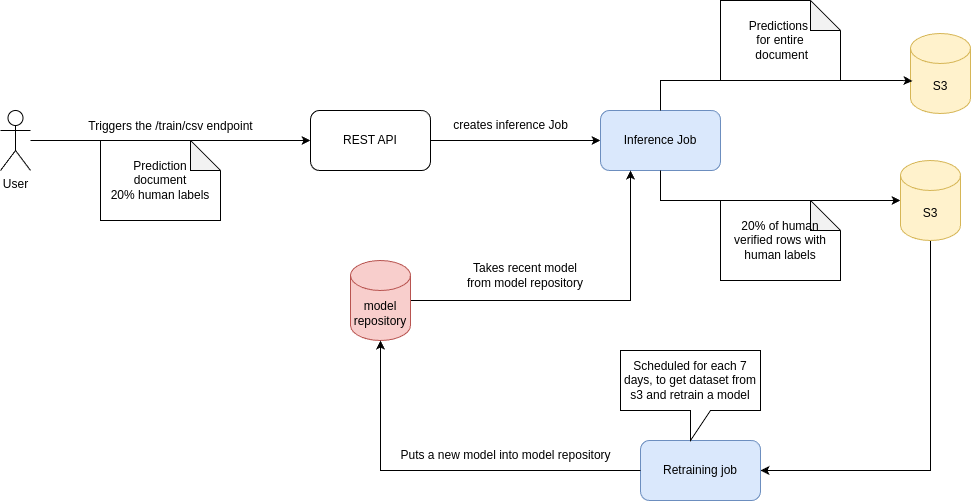 Predictions
for entire
document
S3
Triggers the /train/csv endpoint
REST API
creates inference Job
Inference Job
User
Prediction
document
20% human labels
S3
20% of human
verified rows with
human labels
Takes recent model
from model repository
model
repository
Scheduled for each 7
days, to get dataset from
s3 and retrain a model
Puts a new model into model repository
Retraining job